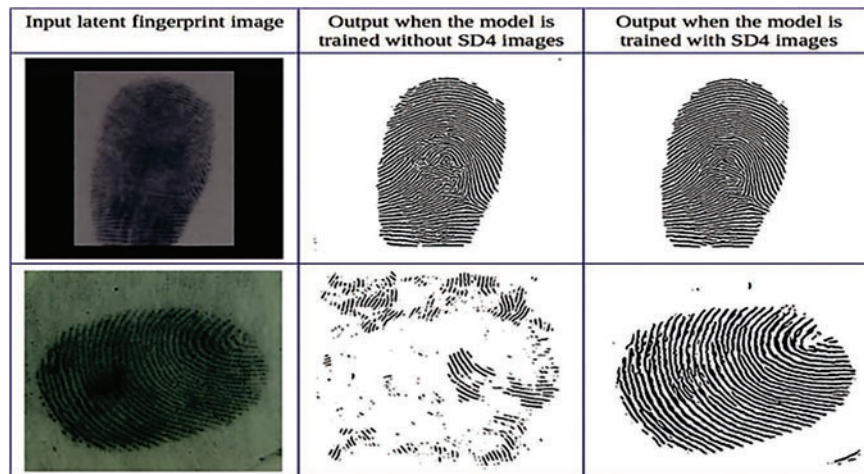 Input latent fingerprint image
Output when the model is
trained without SD4 images
Output when the model is
trained with SD4 images